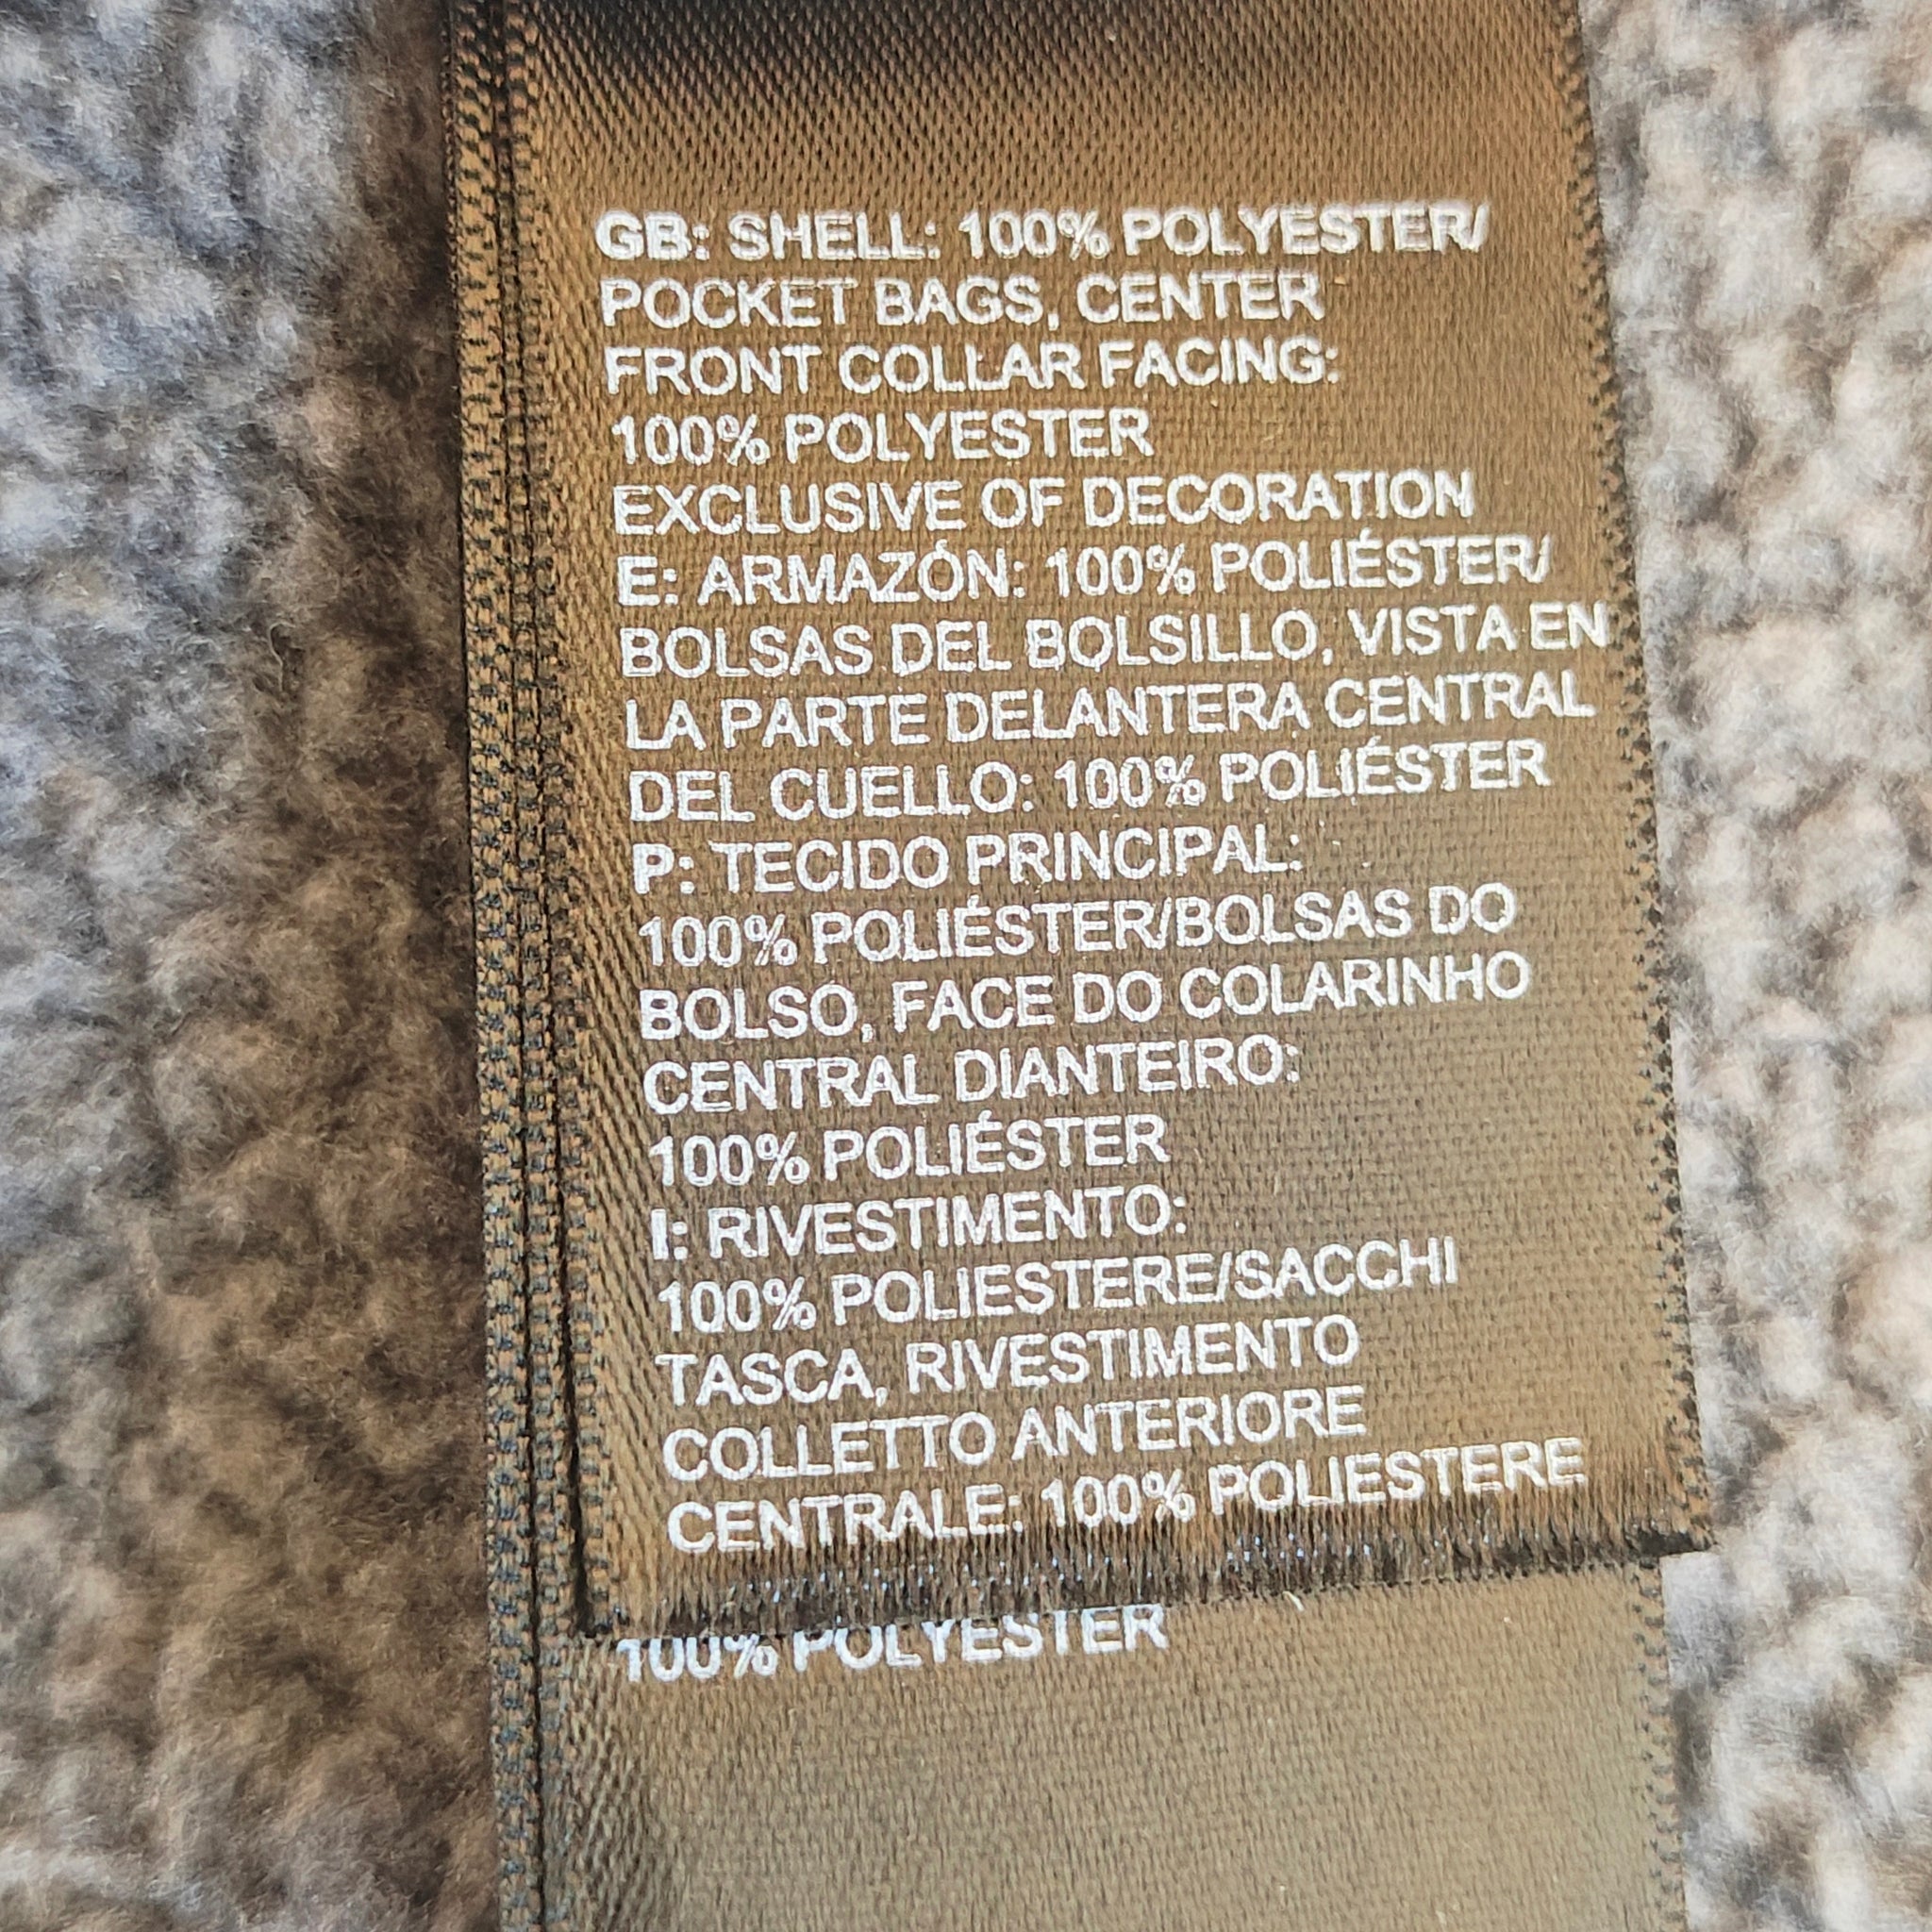 GB: SHELL: 100% POLYESTER/
POCKET BAGS, CENTER
FRONT COLLAR FACING:
100% POLYESTER
EXCLUSIVE OF DECORATION
E: ARMAZÓN: 100% POLIÉSTER/
BOLSAS DEL BOLSILLO, VISTA EN
LA PARTE DELANTERA CENTRAL
DEL CUELLO: 100% POLIÉSTER
P: TECIDO PRINCIPAL:
100% POLIÉSTER/BOLSAS DO
BOLSO, FACE DO COLARINHO
CENTRAL DIANTEIRO:
100% POLIÉSTER
I: RIVESTIMENTO:
100% POLIESTERE/SACCHI
TASCA, RIVESTIMENTO
COLLETTO ANTERIORE
CENTRALE: 100% POLIESTERE
100% POLYESTER